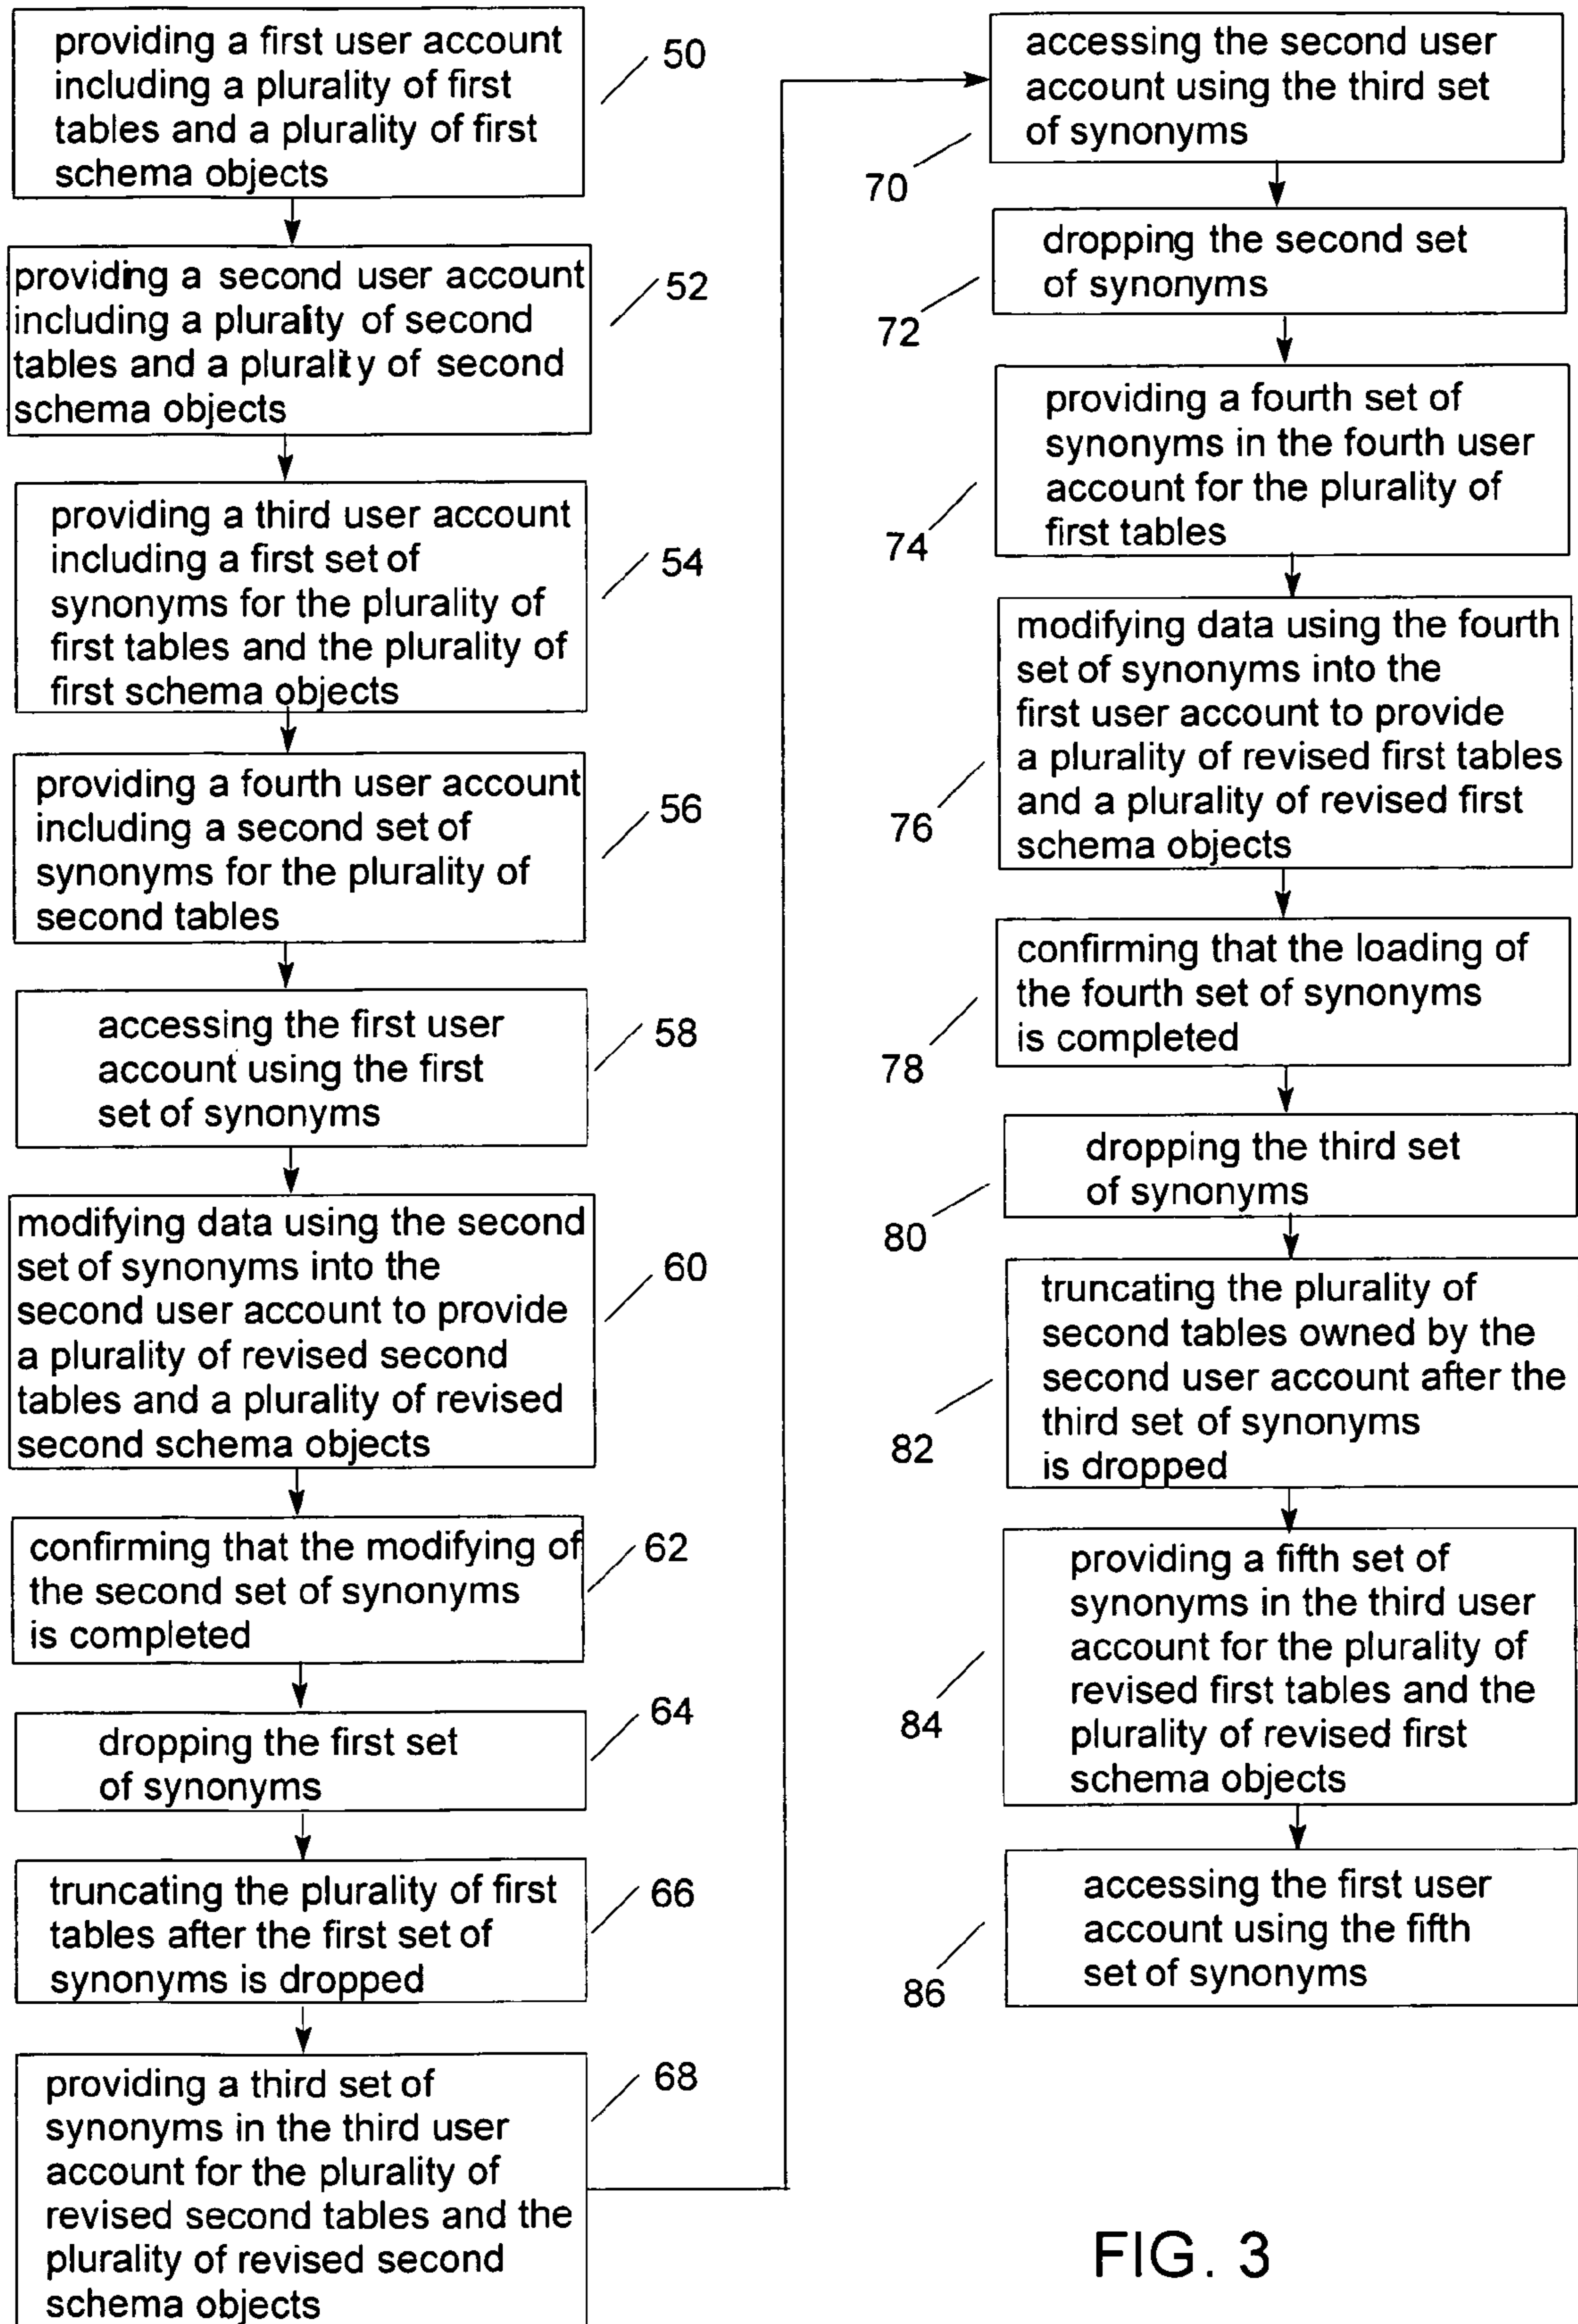 providing a first user account
including a plurality of first
tables and a plurality of first
schema objects
50
providing a second user account
including a pluraity of second
tables and a plurality of second
schema objects
52
providing a third user account
including a first set of
synonyms for the plurality of
first tables and the plurality of
first schema objects
54
providing a fourth user account
including a second set of
synonyms for the plurality of
second tables
56
accessing the first user
account using the first
set of synonyms
58
modifying data using the second
set of synonyms into the
second user account to provide
a plurality of revised second
tables and a plurality of revised
second schema objects
60
confirming that the modifying of
the second set of synonyms
is completed
62
dropping the first set
of synonyms
64
truncating the plurality of first
tables after the first set of
synonyms is dropped
66
providing a third set of
synonyms in the third user
account for the plurality of
revised second tables and the
plurality of revised second
schema objects
68
accessing the second user
account using the third set
of synonyms
70
dropping the second set
of synonyms
72
providing a fourth set of
synonyms in the fourth user
account for the plurality of
first tables
74
modifying data using the fourth
set of synonyms into the
first user account to provide
a plurality of revised first tables
and a plurality of revised first
schema objects
76
confirming that the loading of
the fourth set of synonyms
is completed
78
dropping the third set
of synonyms
80
truncating the plurality of
second tables owned by the
second user account after the
third set of synonyms
is dropped
82
providing a fifth set of
synonyms in the third user
account for the plurality of
revised first tables and the
plurality of revised first
schema objects
84
accessing the first user
account using the fifth
set of synonyms
86
FIG. 3